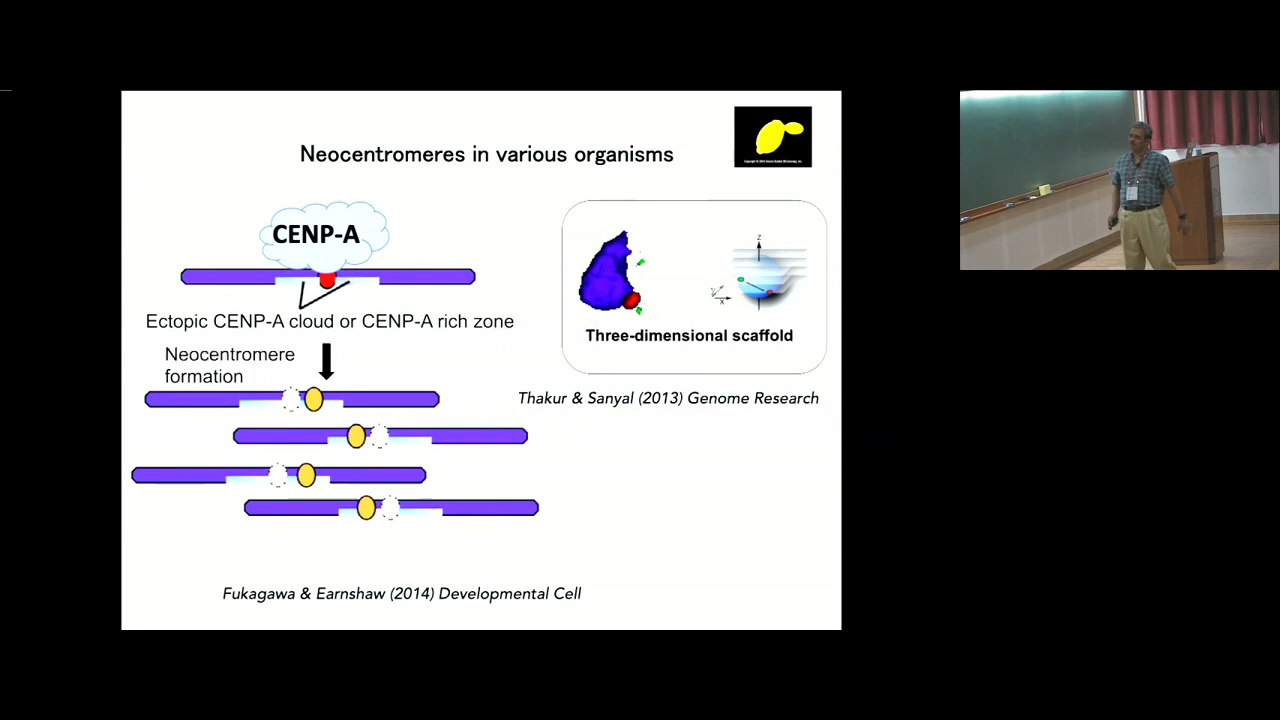 Neocentromeres in various organisms
CENP-A
Ectopic CENP-A cloud or CENP-A rich zone
Neocentromere
formation
Z
Y
X
Three-dimensional scaffold
Thakur & Sanyal (2013) Genome Research
Fukagawa & Earnshaw (2014) Developmental Cell